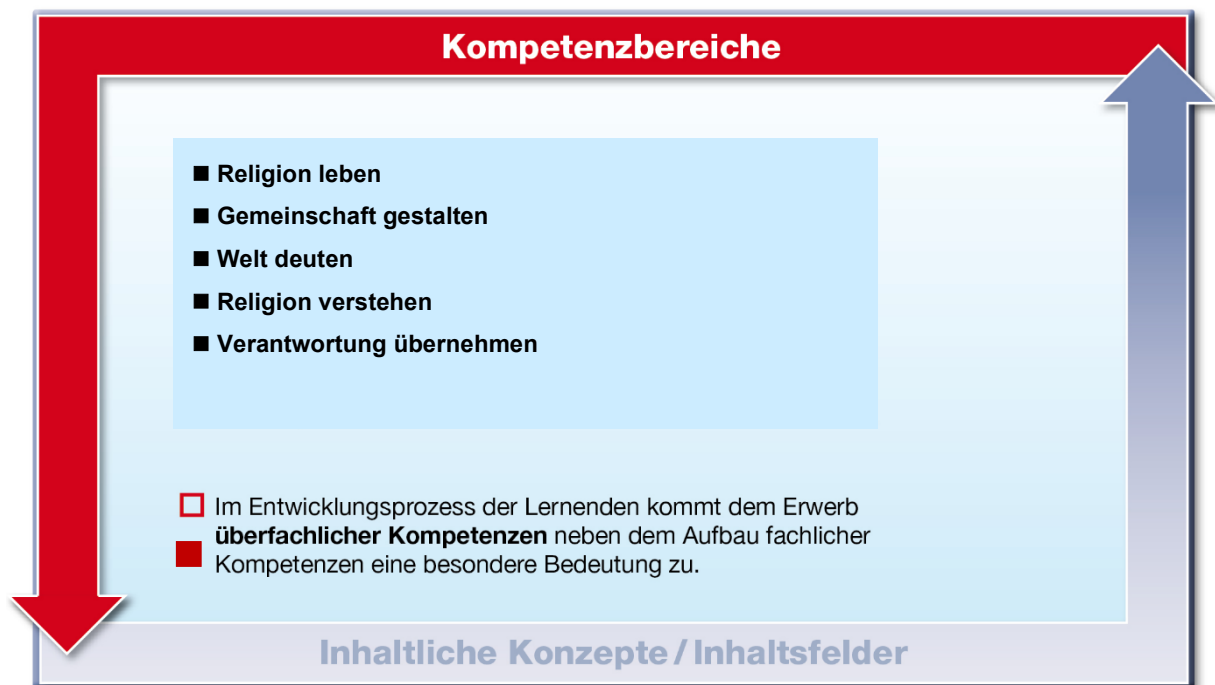 Kompetenzbereiche
■ Religion leben
■ Gemeinschaft gestalten
■ Welt deuten
■ Religion verstehen
■ Verantwortung übernehmen
Im Entwicklungsprozess der Lernenden kommt dem Erwerb
überfachlicher Kompetenzen neben dem Aufbau fachlicher
Kompetenzen eine besondere Bedeutung zu.
Inhaltliche Konzepte / Inhaltsfelder